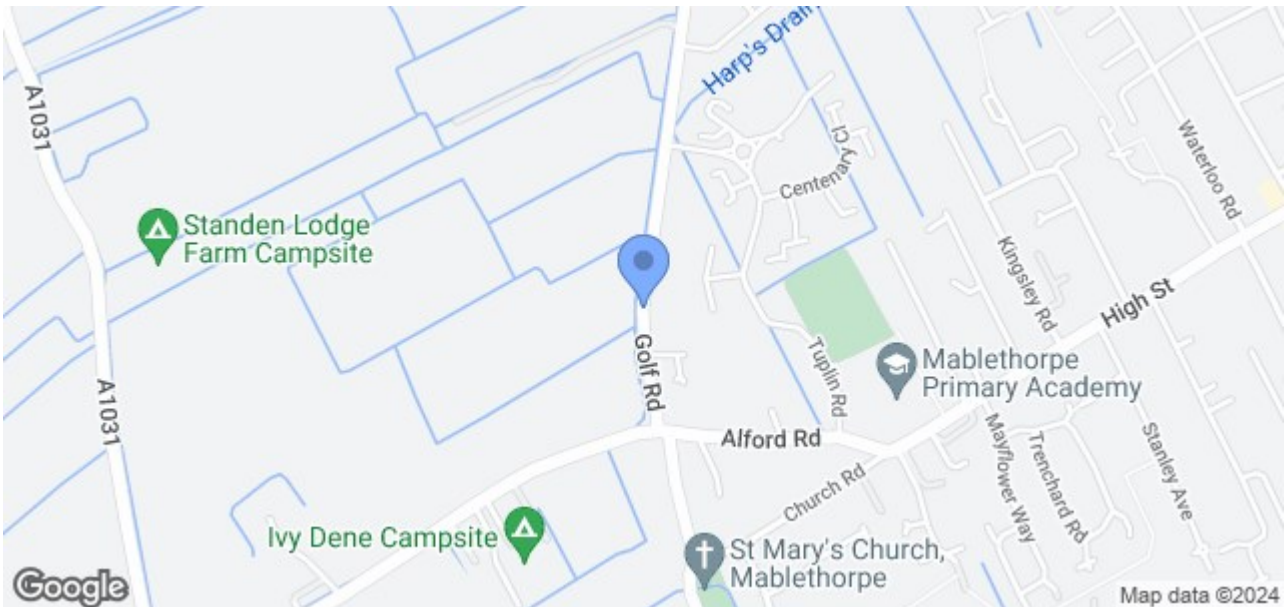 A1031
Harp's Drain
Centenary Cl
Waterloo Rd
Standen Lodge
Farm Campsite
Kingsley Rd
High St
Golf Rd
Tuplin Rd
Mablethorpe
Primary Academy
A1031
Alford Rd
Mayflower Way
Trenchard Rd
Stanley Ave
Church Rd
Ivy Dene Campsite
St Mary's Church,
Mablethorpe
Google
Map data ©2024